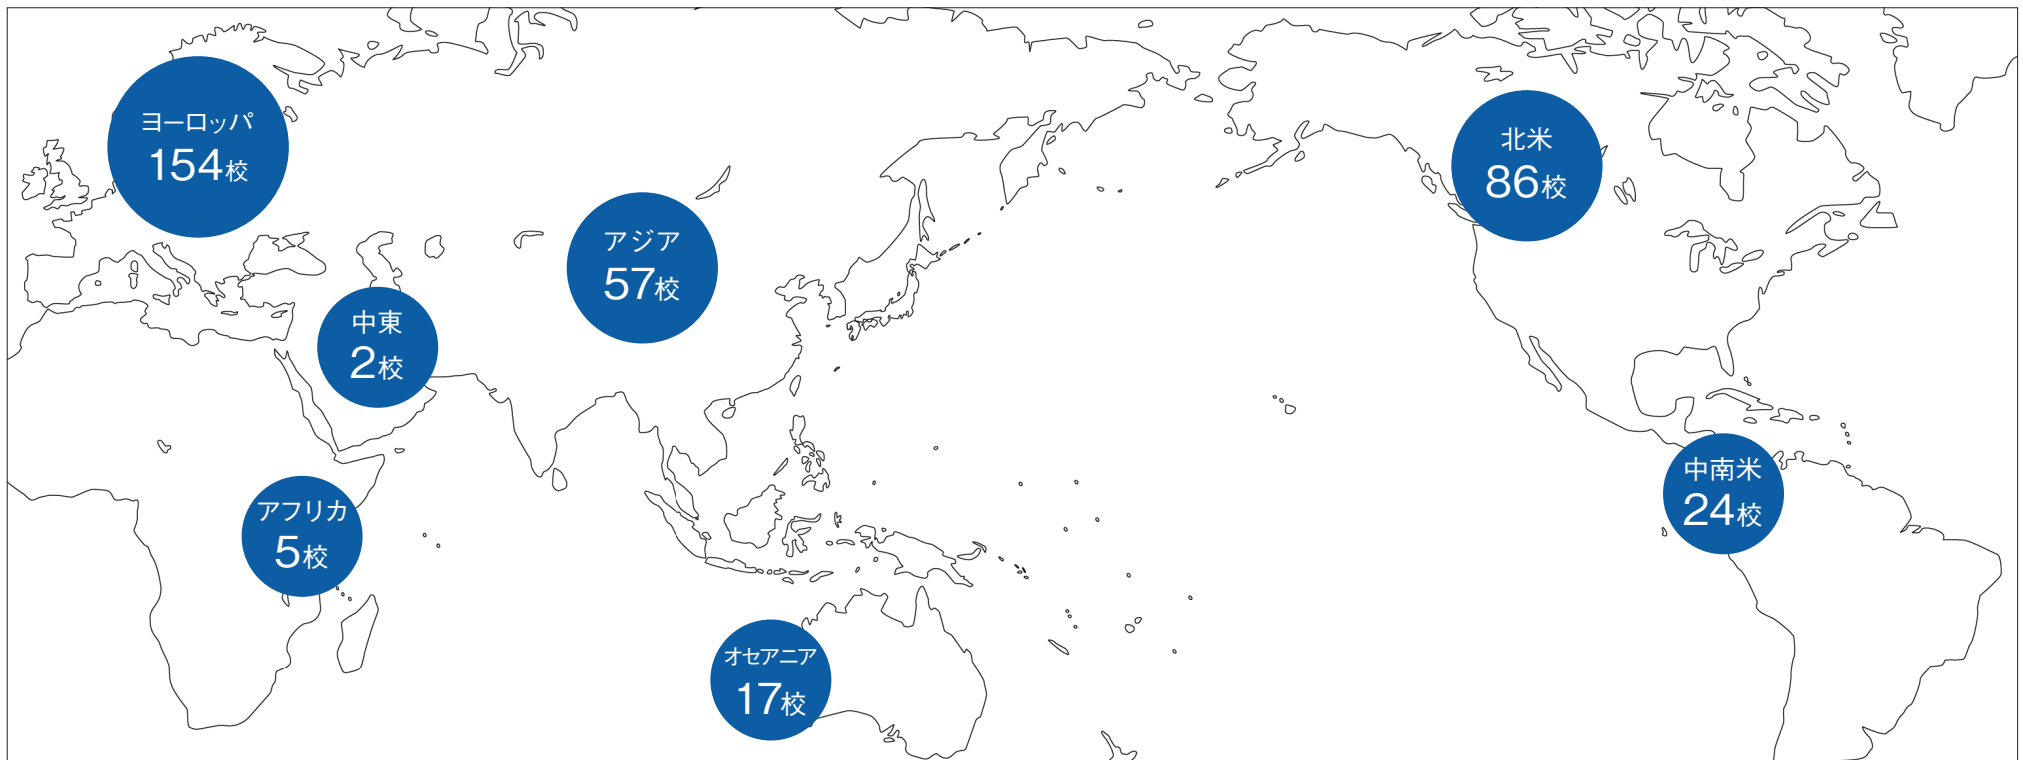 ヨーロッパ
154校
北米
86校
アジア
57校
中東
2校
中南米
24校
アフリカ
5校
オセアニア
17校